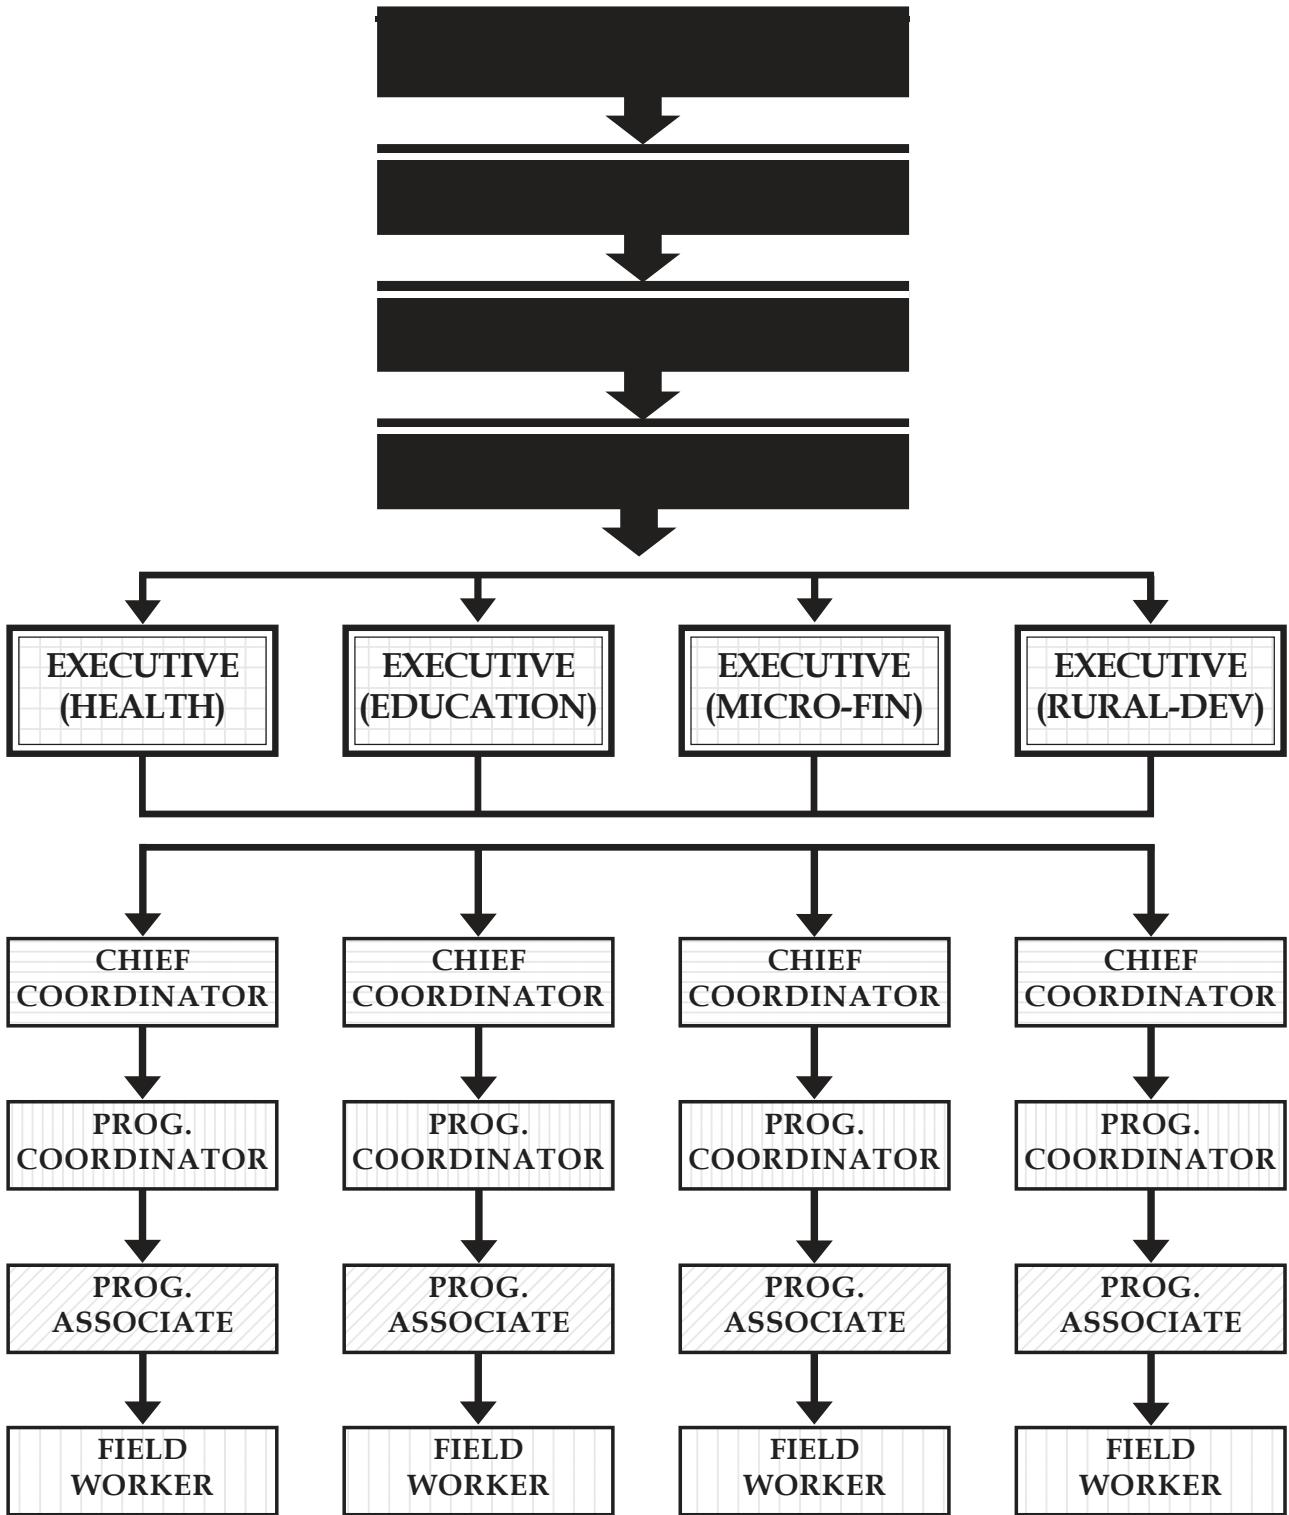 EXECUTIVE
(HEALTH)
EXECUTIVE
(EDUCATION)
EXECUTIVE
(MICRO-FIN)
EXECUTIVE
(RURAL-DEV)
CHIEF
COORDINATOR
CHIEF
COORDINATOR
CHIEF
COORDINATOR
CHIEF
COORDINATOR
PROG.
COORDINATOR
PROG.
COORDINATOR
PROG.
COORDINATOR
PROG.
COORDINATOR
PROG.
ASSOCIATE
PROG.
ASSOCIATE
PROG.
ASSOCIATE
PROG.
ASSOCIATE
FIELD
WORKER
FIELD
WORKER
FIELD
WORKER
FIELD
WORKER